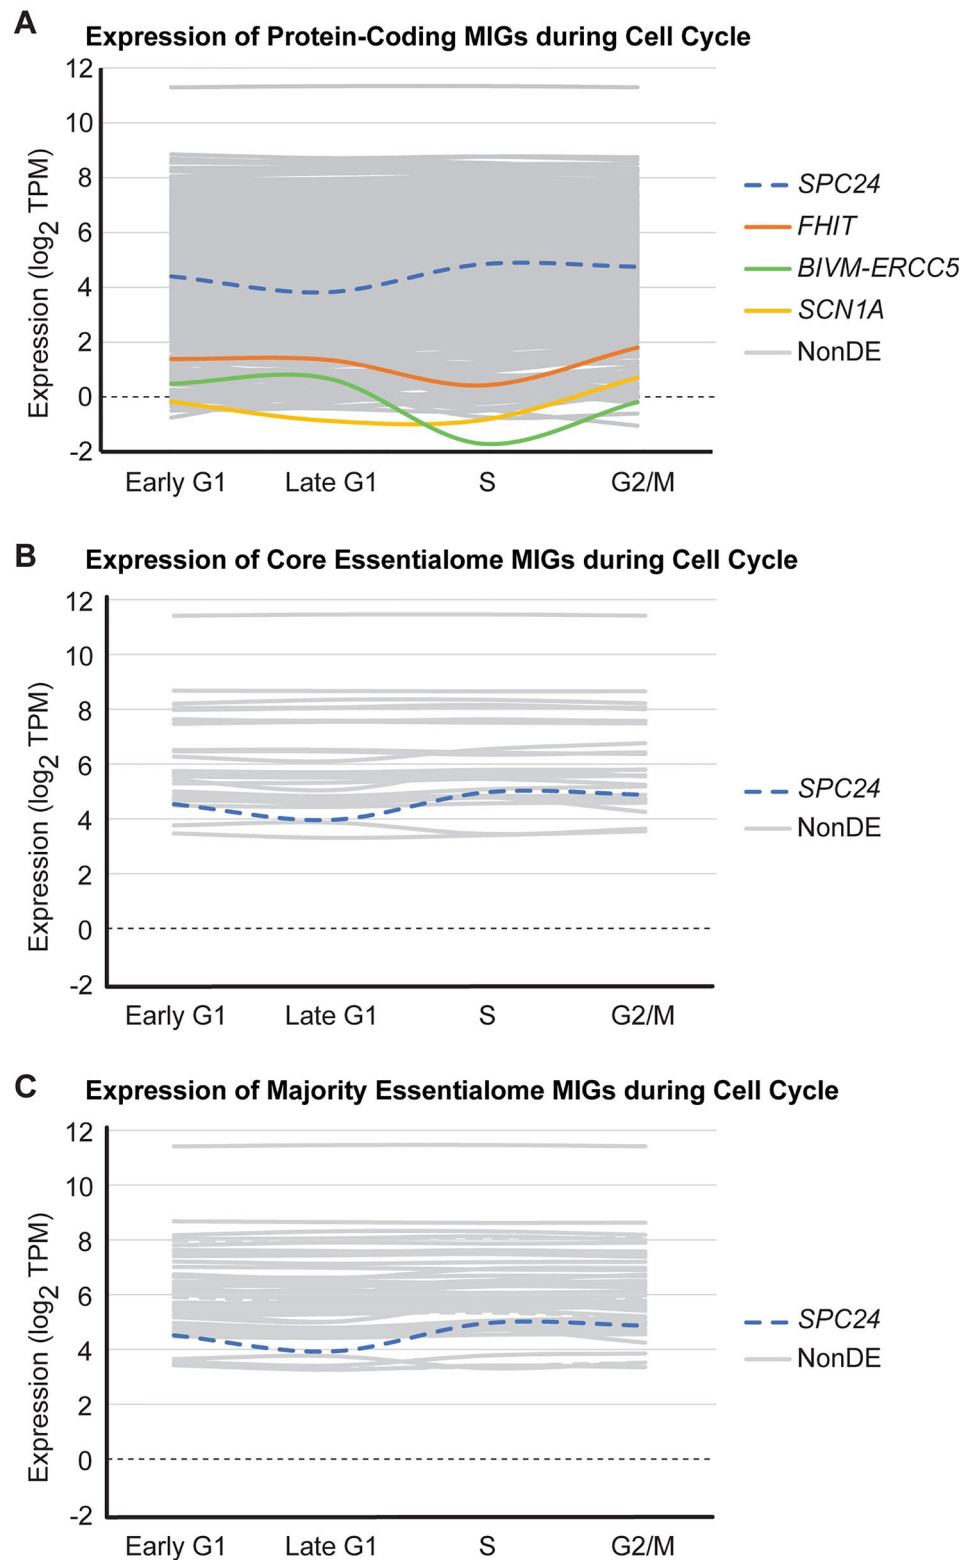 A
Expression of Protein-Coding MIGs during Cell Cycle
12
10
8
6
4
2
0
-2
Expression (log2 TPM)
Early G1 Late G1 S G2/M
SPC24
FHIT
BIVM-ERCC5
SCN1A
NonDE
B
Expression of Core Essentialome MIGs during Cell Cycle
12
10
8
6
4
2
0
-2
Expression (log2 TPM)
Early G1 Late G1 S G2/M
SPC24
NonDE
C
Expression of Majority Essentialome MIGs during Cell Cycle
12
10
8
6
4
2
0
-2
Expression (log2 TPM)
Early G1 Late G1 S G2/M
SPC24
NonDE